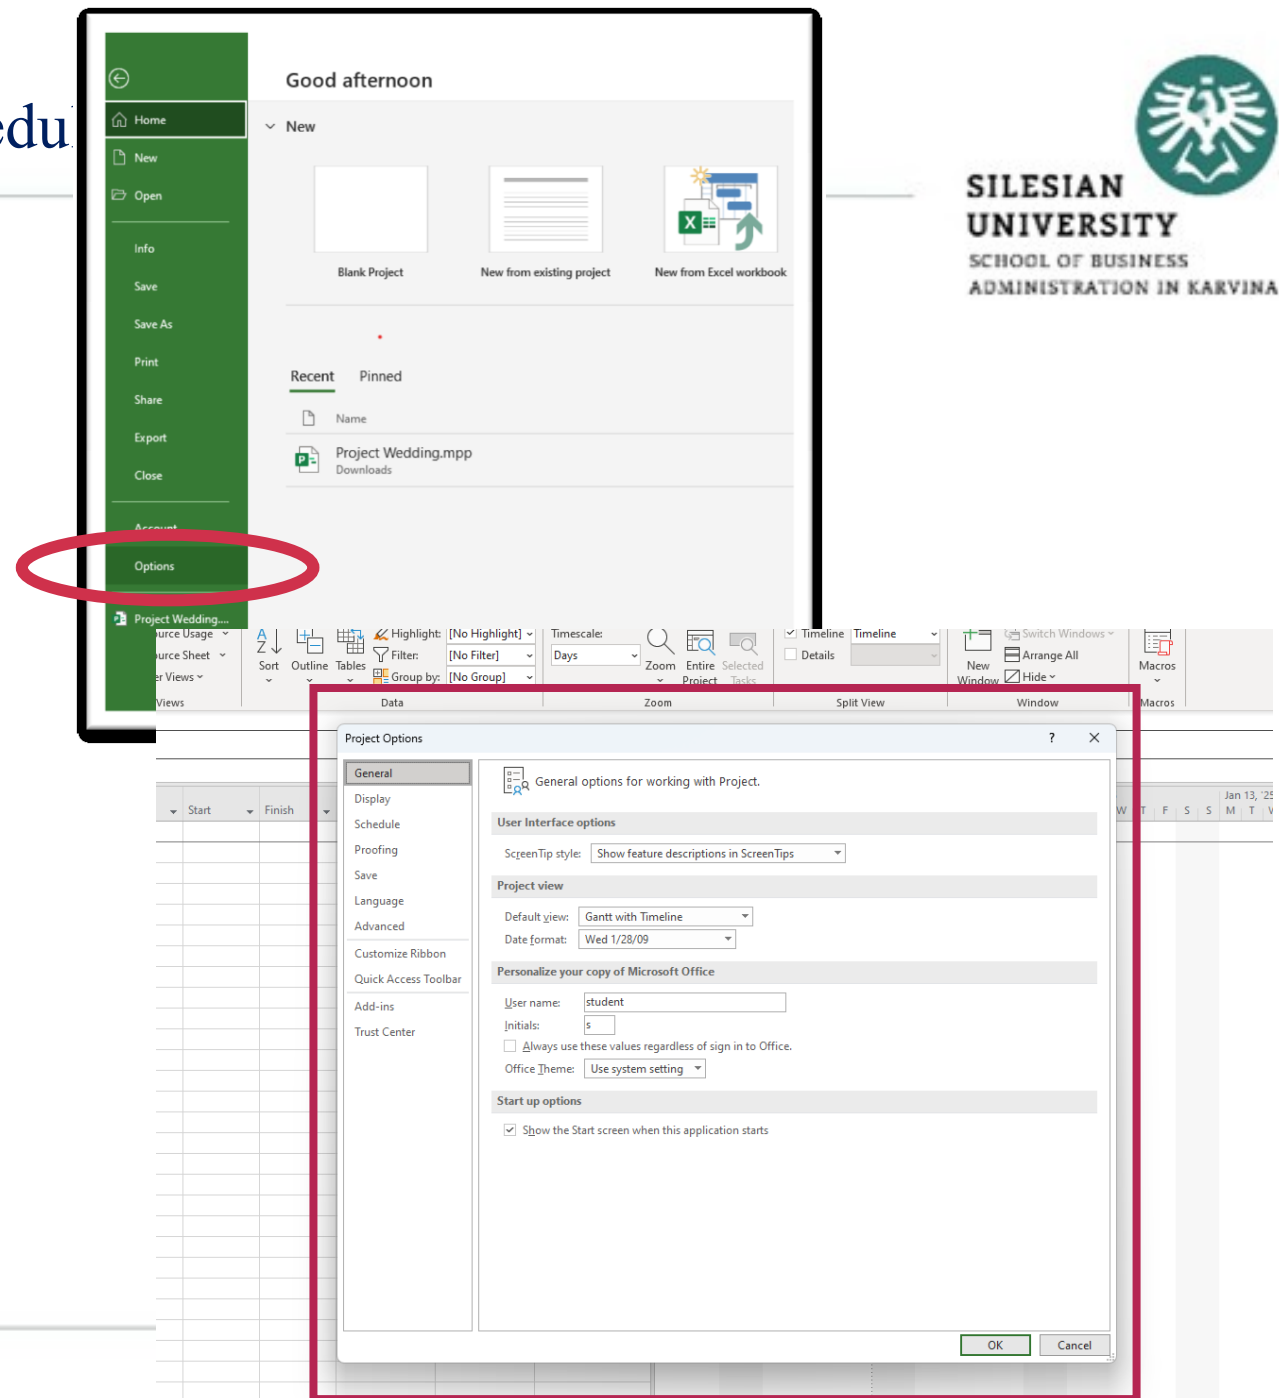 Good afternoon
Home
New
New
Open
Blank Project
New from existing project
New from Excel workbook
Info
Save
Save As
Print
Share
Export
Close
Account
Options
Project Wedding....
Recent Pinned
Name
Project Wedding.mpp
Downloads
SILESIAN
UNIVERSITY
SCHOOL OF BUSINESS
ADMINISTRATION IN KARVINA
Usage
Sheet
Views
Views
Sort
Outline
Tables
Highlight: [No Highlight]
Filter: [No Filter]
Group by: [No Group]
Data
Timescale:
Days
Zoom
Entire
Project
Selected
Tasks
Zoom
Timeline Timeline
Details
Split View
New
Window
Switch Windows
Arrange All
Hide
Window
Macros
Macros
Start
Finish
Jan 13, '25
W T F S S M T
Project Options
?
General
Display
Schedule
Proofing
Save
Language
Advanced
Customize Ribbon
Quick Access Toolbar
Add-ins
Trust Center
General options for working with Project.
User Interface options
ScreenTip style: Show feature descriptions in ScreenTips
Project view
Default view: Gantt with Timeline
Date format: Wed 1/28/09
Personalize your copy of Microsoft Office
User name: student
Initials: s
Always use these values regardless of sign in to Office.
Office Theme: Use system setting
Start up options
Show the Start screen when this application starts
OK
Cancel